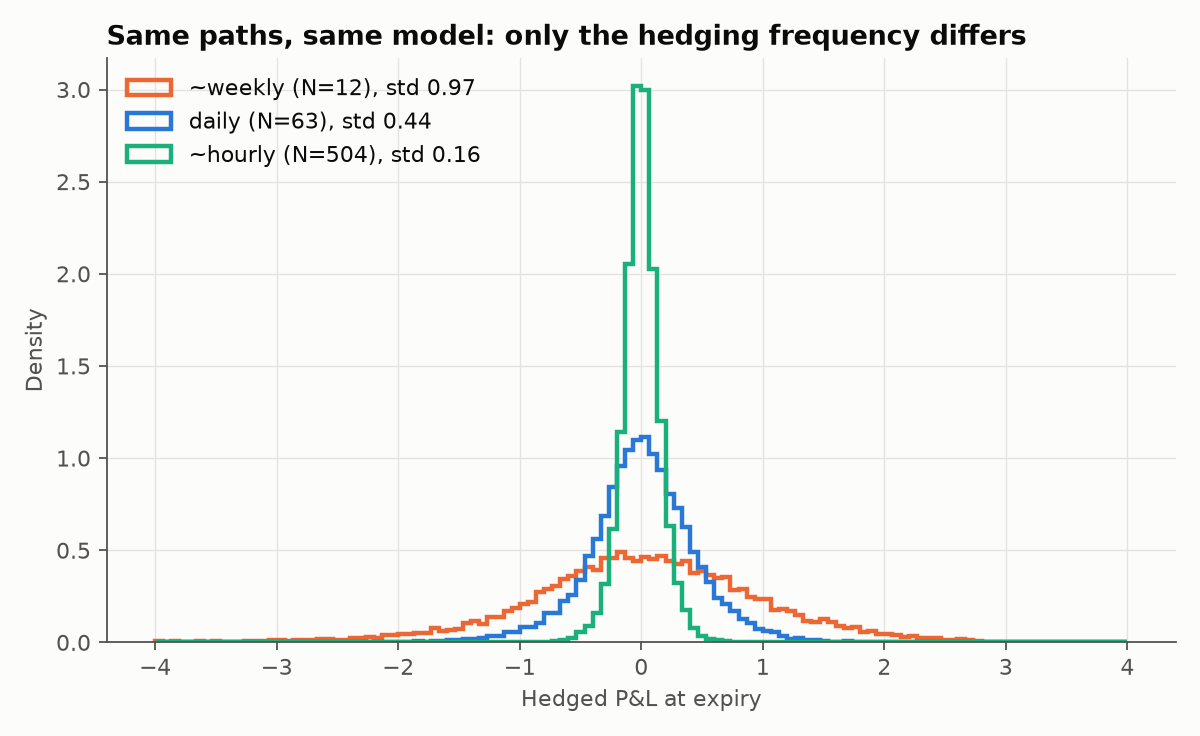 Same paths, same model: only the hedging frequency differs
~weekly (N=12), std 0.97
daily (N=63), std 0.44
~hourly (N=504), std 0.16
Density
3.0
2.5
2.0
1.5
1.0
0.5
0.0
−4 −3 −2 −1 0 1 2 3 4
Hedged P&L at expiry